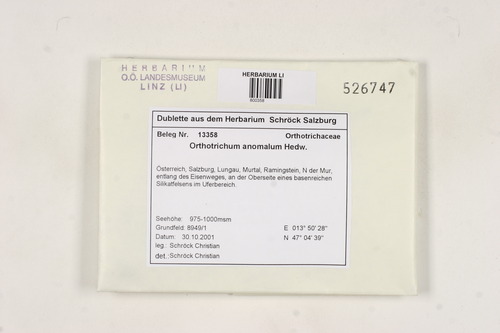 HERBARIUM
O.Ö. LANDESMUSEUM
LINZ (LI)
HERBARIUM LI
526747
Dublette aus dem Herbarium Schröck Salzburg
Beleg Nr. 13358 Orthotrichaceae
Orthotrichum anomalum Hedw.
Österreich, Salzburg, Lungau, Murtal, Ramingstein, N der Mur,
entlang des Eisenweges, an der Oberseite eines basenreichen
Silikatfelsens im Uferbereich.
Seehöhe: 975-1000msm
Grundfeld: 8949/1 E 013° 50' 28"
Datum: 30.10.2001 N 47° 04' 39"
leg.: Schröck Christian
det.: Schröck Christian